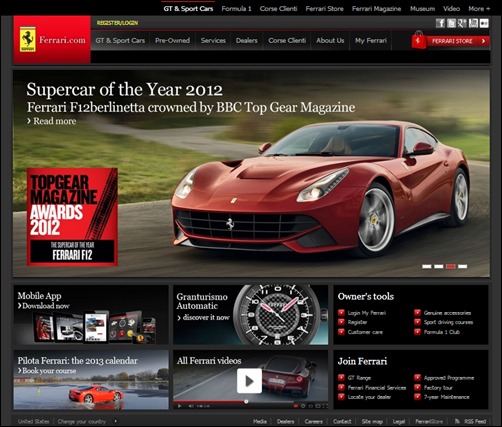 GT & Sport Cars Formula 1 Corse Clienti Ferrari Store Ferrari Magazine Museum Video More +
REGISTER/LOGIN
Ferrari.com
GT & Sport Cars Pre-Owned Services Dealers Corse Clienti About Us My Ferrari
FERRARI STORE
Supercar of the Year 2012
Ferrari F12berlinetta crowned by BBC Top Gear Magazine
Read more
TOPGEAR
MAGAZINE
AWARDS
2012
THE SUPERCAR OF THE YEAR
FERRARI F12
Mobile App
Download now
Granturismo
Automatic
discover it now
Owner's tools
Login My Ferrari
Register
Customer care
Genuine accessories
Sport driving courses
Formula 1 Club
Pilota Ferrari: the 2013 calendar
Book your course
All Ferrari videos
Join Ferrari
GT Range
Ferrari Financial Services
Locate your dealer
Approved Programme
Factory tour
7-year Maintenance
United States Change your country
Media Dealers Careers Contact Site map Legal FerrariStore RSS Feed